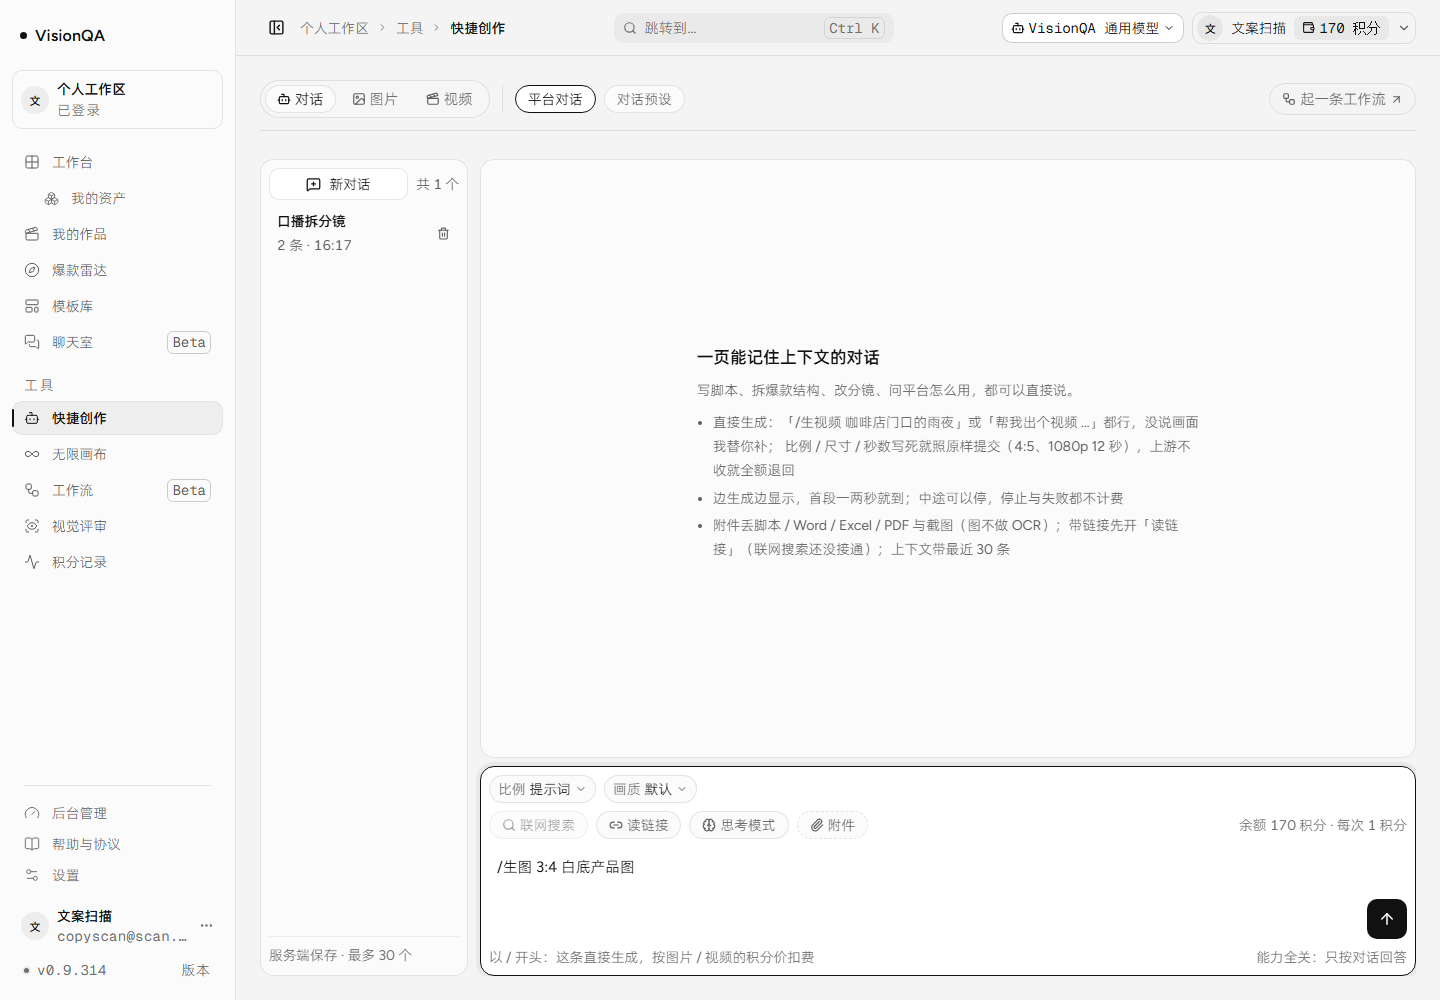 VisionQA
文
个人工作区
已登录
工作台
我的资产
我的作品
爆款雷达
模板库
聊天室 Beta
工具
快捷创作
无限画布
工作流 Beta
视觉评审
积分记录
后台管理
帮助与协议
设置
文
文案扫描
copyscan@scan.…
v0.9.314 版本
个人工作区 工具 快捷创作
跳转到... Ctrl K
VisionQA 通用模型
文 文案扫描 170 积分
对话 图片 视频 平台对话 对话预设
起一条工作流
新对话 共 1 个
口播拆分镜
2 条 · 16:17
服务端保存 · 最多 30 个
一页能记住上下文的对话
写脚本、拆爆款结构、改分镜、问平台怎么用，都可以直接说。
直接生成：「/生视频 咖啡店门口的雨夜」或「帮我出个视频 ...」都行，没说画面
我替你补； 比例 / 尺寸 / 秒数写死就照原样提交（4:5、1080p 12 秒），上游不
收就全额退回
边生成边显示，首段一两秒就到；中途可以停，停止与失败都不计费
附件丢脚本 / Word / Excel / PDF 与截图（图不做 OCR）；带链接先开「读链
接」（联网搜索还没接通）；上下文带最近 30 条
比例 提示词 画质 默认
联网搜索 读链接 思考模式 附件 余额 170 积分 · 每次 1 积分
/生图 3:4 白底产品图
以 / 开头：这条直接生成，按图片 / 视频的积分价扣费 能力全关：只按对话回答